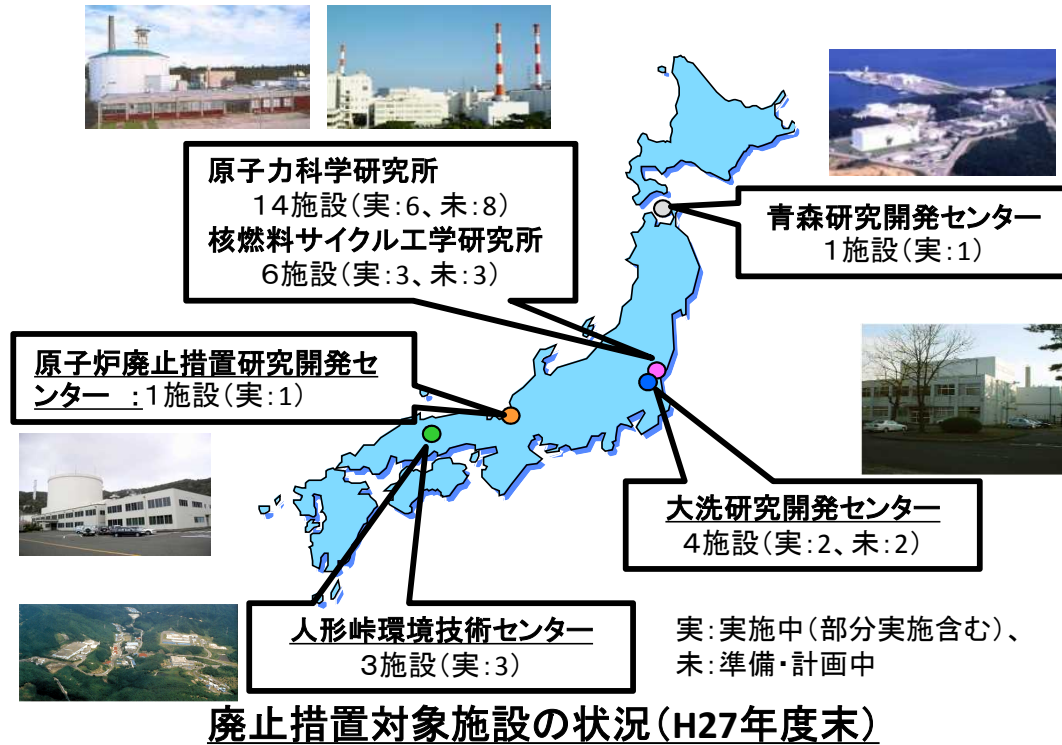 原子力科学研究所
14施設(実:6、未:8)
核燃料サイクル工学研究所
6施設(実:3、未:3)
青森研究開発センター
1施設(実:1)
原子炉廃止措置研究開発セ
ンター :1施設(実:1)
大洗研究開発センター
4施設(実:2、未:2)
人形峠環境技術センター
3施設(実:3)
実:実施中(部分実施含む)、
未:準備・計画中
廃止措置対象施設の状況(H27年度末)